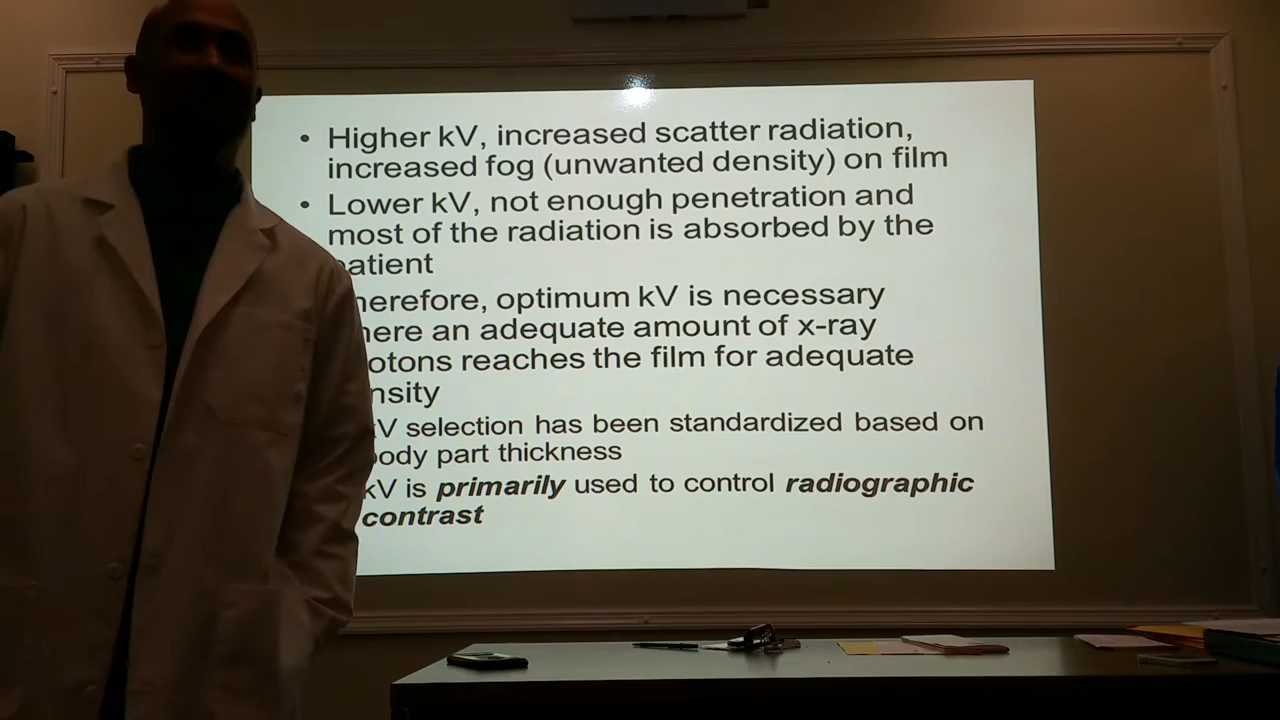 • Higher kV, increased scatter radiation,
increased fog (unwanted density) on film
• Lower kV, not enough penetration and
most of the radiation is absorbed by the
atient
herefore, optimum kV is necessary
here an adequate amount of x-ray
otons reaches the film for adequate
nsity
kV selection has been standardized based on
body part thickness
kV is primarily used to control radiographic
contrast